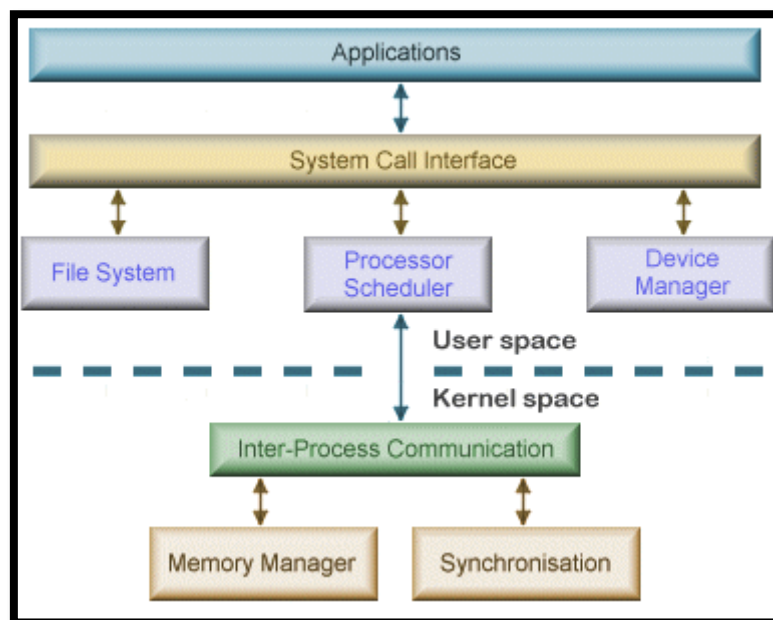 Applications
System Call Interface
File System
Processor
Scheduler
Device
Manager
User space
Kernel space
Inter-Process Communication
Memory Manager
Synchronisation